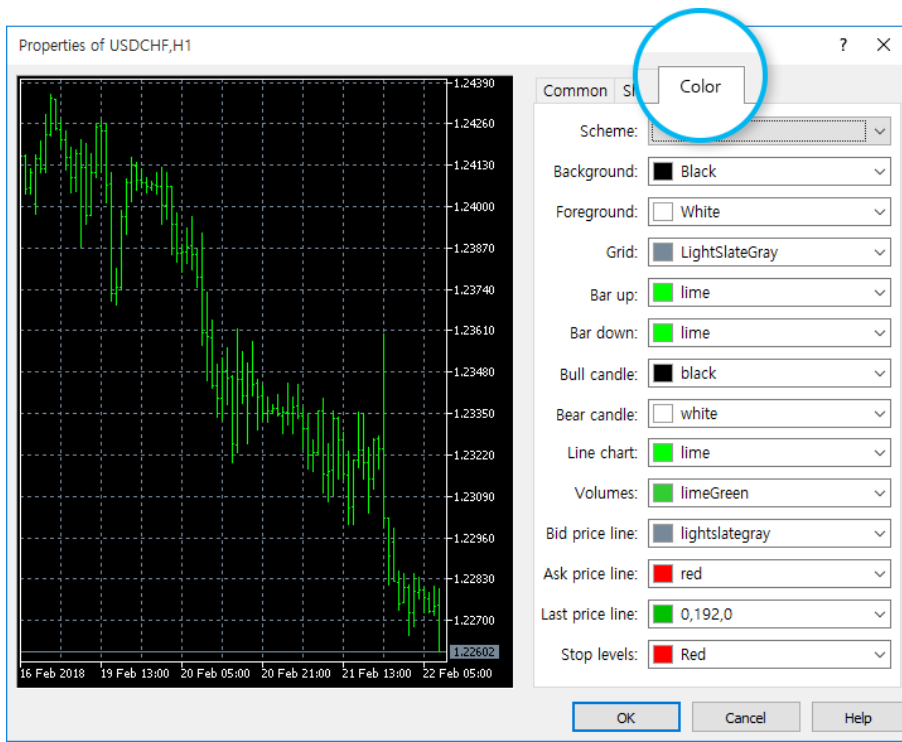 Properties of USDCHF,H1
?
Common
Color
Scheme:
Background: Black
Foreground: White
Grid: LightSlateGray
Bar up: lime
Bar down: lime
Bull candle: black
Bear candle: white
Line chart: lime
Volumes: limeGreen
Bid price line: lightslategray
Ask price line: red
Last price line: 0,192,0
Stop levels: Red
1.24390
1.24260
1.24130
1.24000
1.23870
1.23740
1.23610
1.23480
1.23350
1.23220
1.23090
1.22960
1.22830
1.22700
1.22602
16 Feb 2018 19 Feb 13:00 20 Feb 05:00 20 Feb 21:00 21 Feb 13:00 22 Feb 05:00
OK Cancel Help